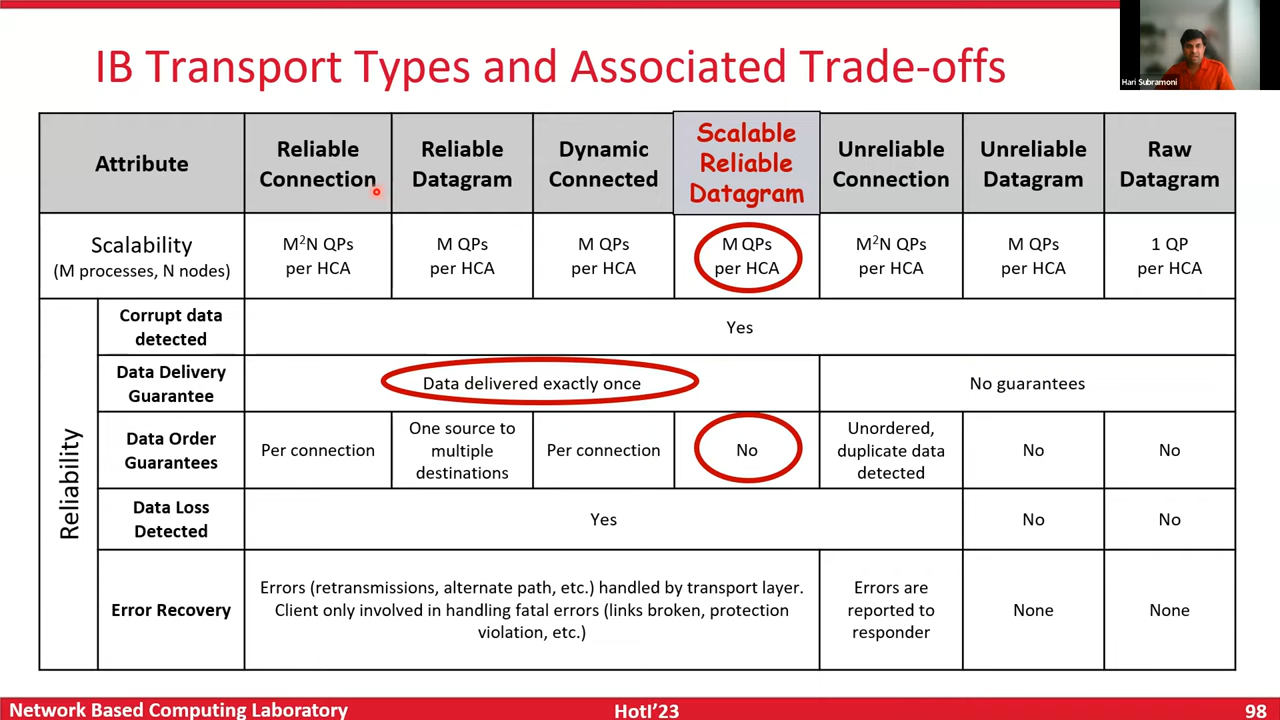 IB Transport Types and Associated Trade-offs
Hari Subramoni
Attribute
Reliable
Connection
Reliable
Datagram
Dynamic
Connected
Scalable
Reliable
Datagram
Unreliable
Connection
Unreliable
Datagram
Raw
Datagram
Scalability
(M processes, N nodes)
M²N QPs
per HCA
M QPs
per HCA
M QPs
per HCA
M QPs
per HCA
M²N QPs
per HCA
M QPs
per HCA
1 QP
per HCA
Reliability
Corrupt data
detected
Yes
Data Delivery
Guarantee
Data delivered exactly once
No guarantees
Data Order
Guarantees
Per connection
One source to
multiple
destinations
Per connection
No
Unordered,
duplicate data
detected
No
No
Data Loss
Detected
Yes
No
No
Error Recovery
Errors (retransmissions, alternate path, etc.) handled by transport layer.
Client only involved in handling fatal errors (links broken, protection
violation, etc.)
Errors are
reported to
responder
None
None
Network Based Computing Laboratory
HotI'23
98